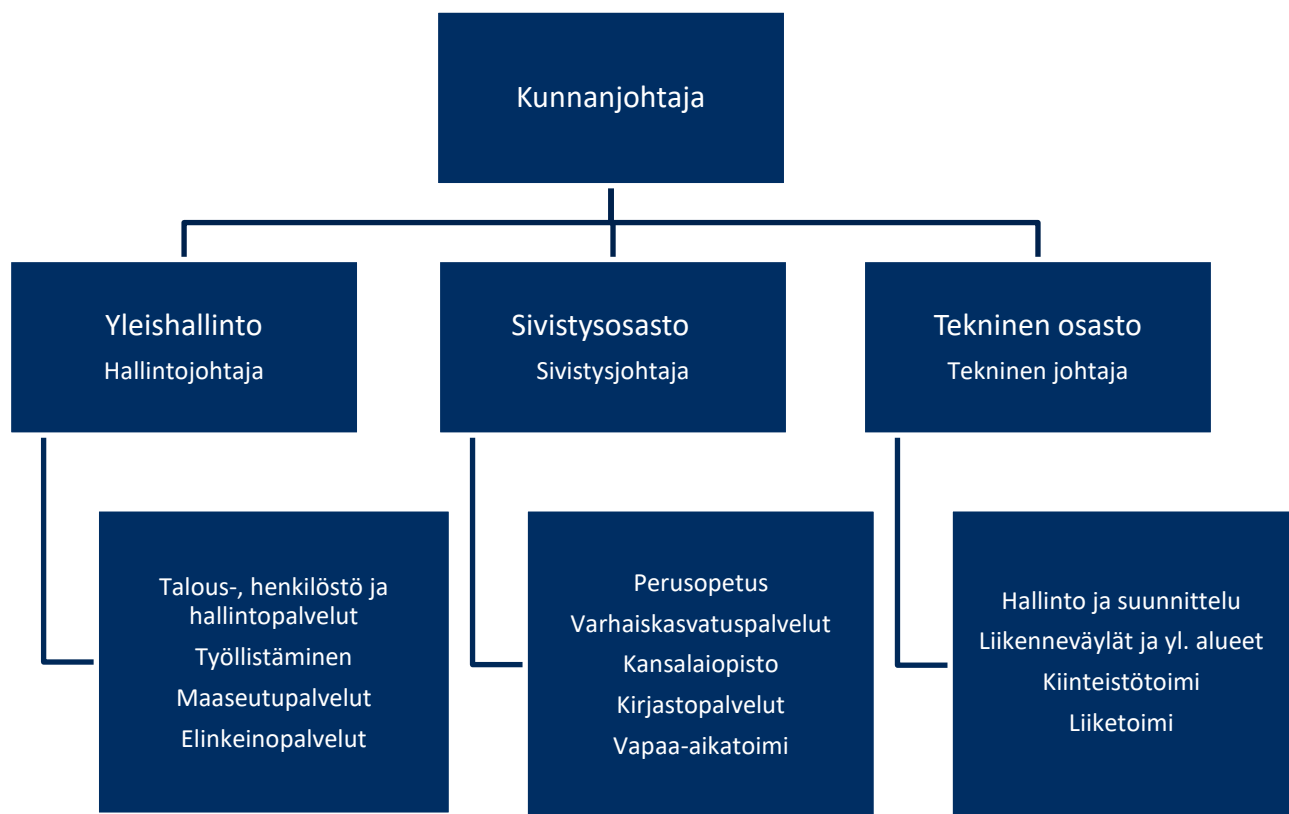 Kunnanjohtaja
Yleishallinto
Hallintojohtaja
Sivistysosasto
Sivistysjohtaja
Tekninen osasto
Tekninen johtaja
Talous-, henkilöstö ja
hallintopalvelut
Työllistäminen
Maaseutupalvelut
Elinkeinopalvelut
Perusopetus
Varhaiskasvatuspalvelut
Kansalaiopisto
Kirjastopalvelut
Vapaa-aikatoimi
Hallinto ja suunnittelu
Liikenneväylät ja yl. alueet
Kiinteistötoimi
Liiketoimi